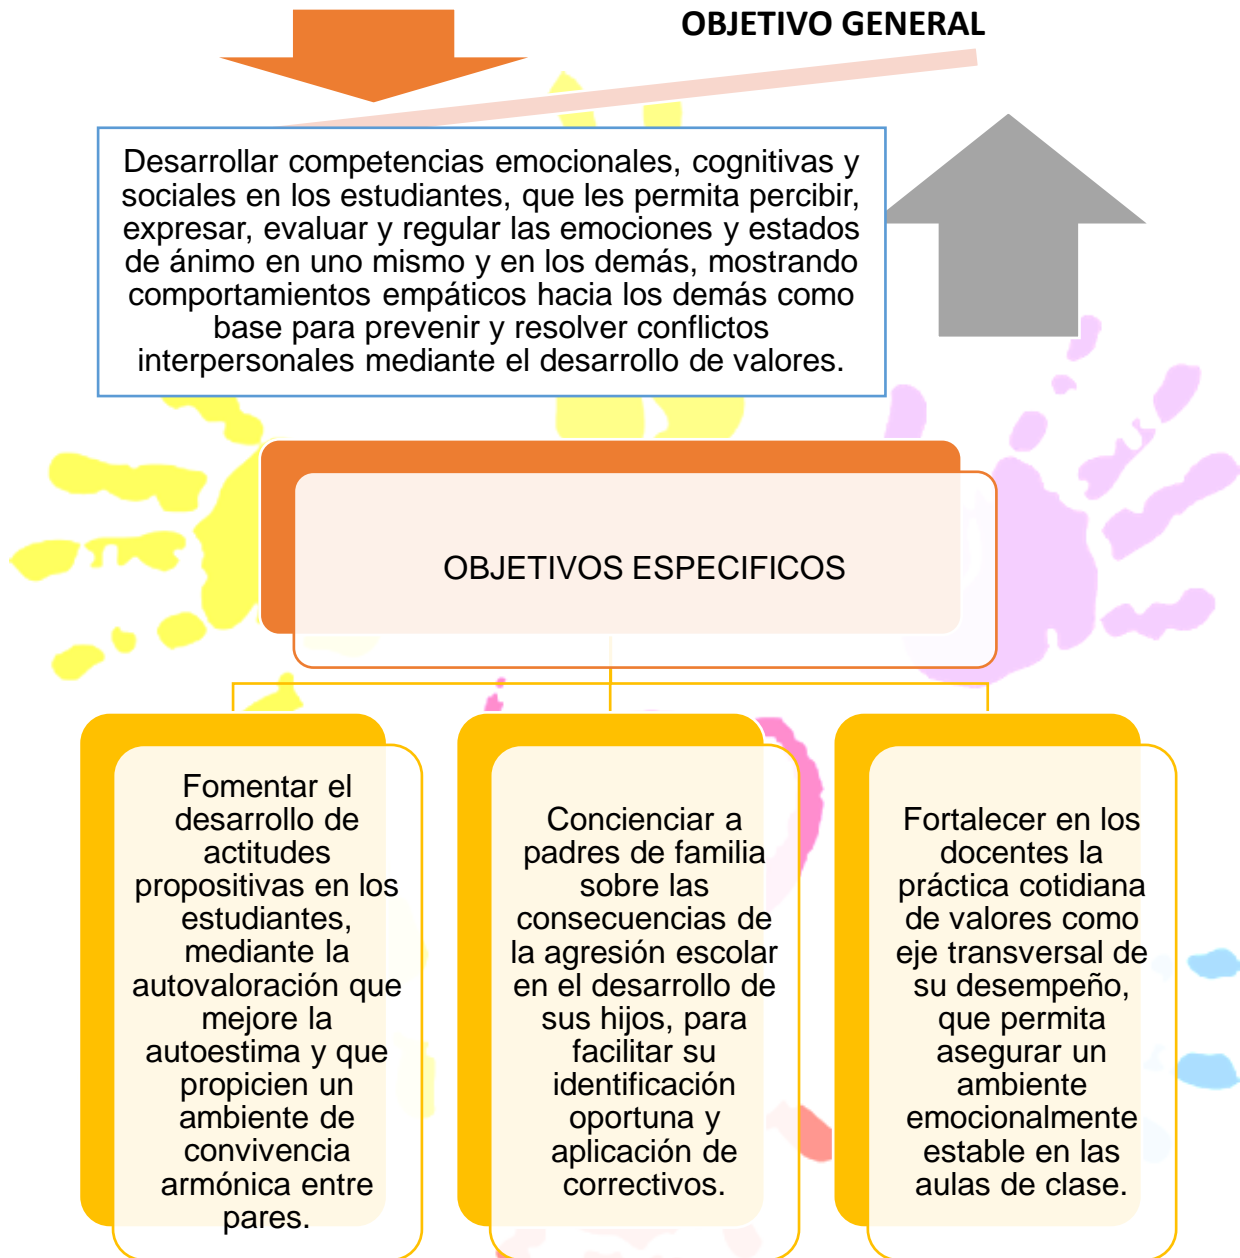 OBJETIVO GENERAL
Desarrollar competencias emocionales, cognitivas y
sociales en los estudiantes, que les permita percibir,
expresar, evaluar y regular las emociones y estados
de ánimo en uno mismo y en los demás, mostrando
comportamientos empáticos hacia los demás como
base para prevenir y resolver conflictos
interpersonales mediante el desarrollo de valores.
OBJETIVOS ESPECIFICOS
Fomentar el
desarrollo de
actitudes
propositivas en los
estudiantes,
mediante la
autovaloración que
mejore la
autoestima y que
propicien un
ambiente de
convivencia
armónica entre
pares.
Concienciar a
padres de familia
sobre las
consecuencias de
la agresión escolar
en el desarrollo de
sus hijos, para
facilitar su
identificación
oportuna y
aplicación de
correctivos.
Fortalecer en los
docentes la
práctica cotidiana
de valores como
eje transversal de
su desempeño,
que permita
asegurar un
ambiente
emocionalmente
estable en las
aulas de clase.